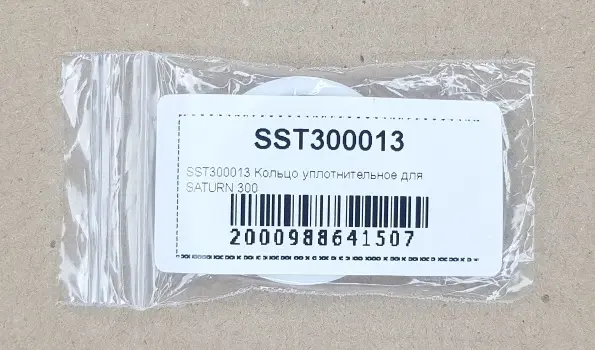 SST300013
SST300013 Кольцо уплотнительное для
SATURN 300
2000988641507